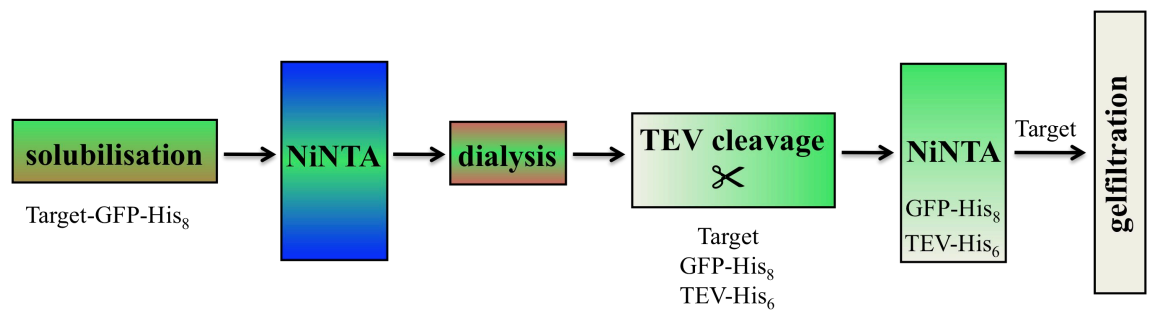 solubilisation
Target-GFP-His₈
NiNTA
dialysis
TEV cleavage
Target
GFP-His₈
TEV-His₆
NiNTA
GFP-His₈
TEV-His₆
Target
gelfiltration